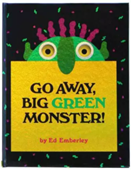 GO AWAY,
BIG GREEN
MONSTER!
by Ed Emberley